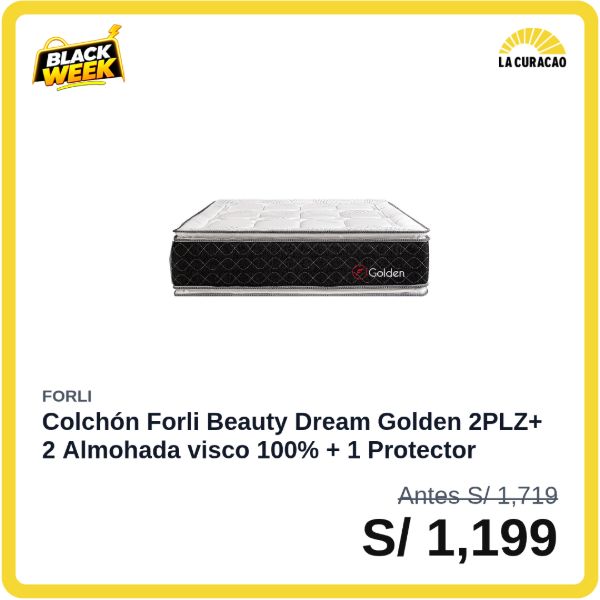 BLACK
WEEK
LA CURACAO
Golden
FORLI
Colchón Forli Beauty Dream Golden 2PLZ+
2 Almohada visco 100% + 1 Protector
Antes S/ 1,719
S/ 1,199